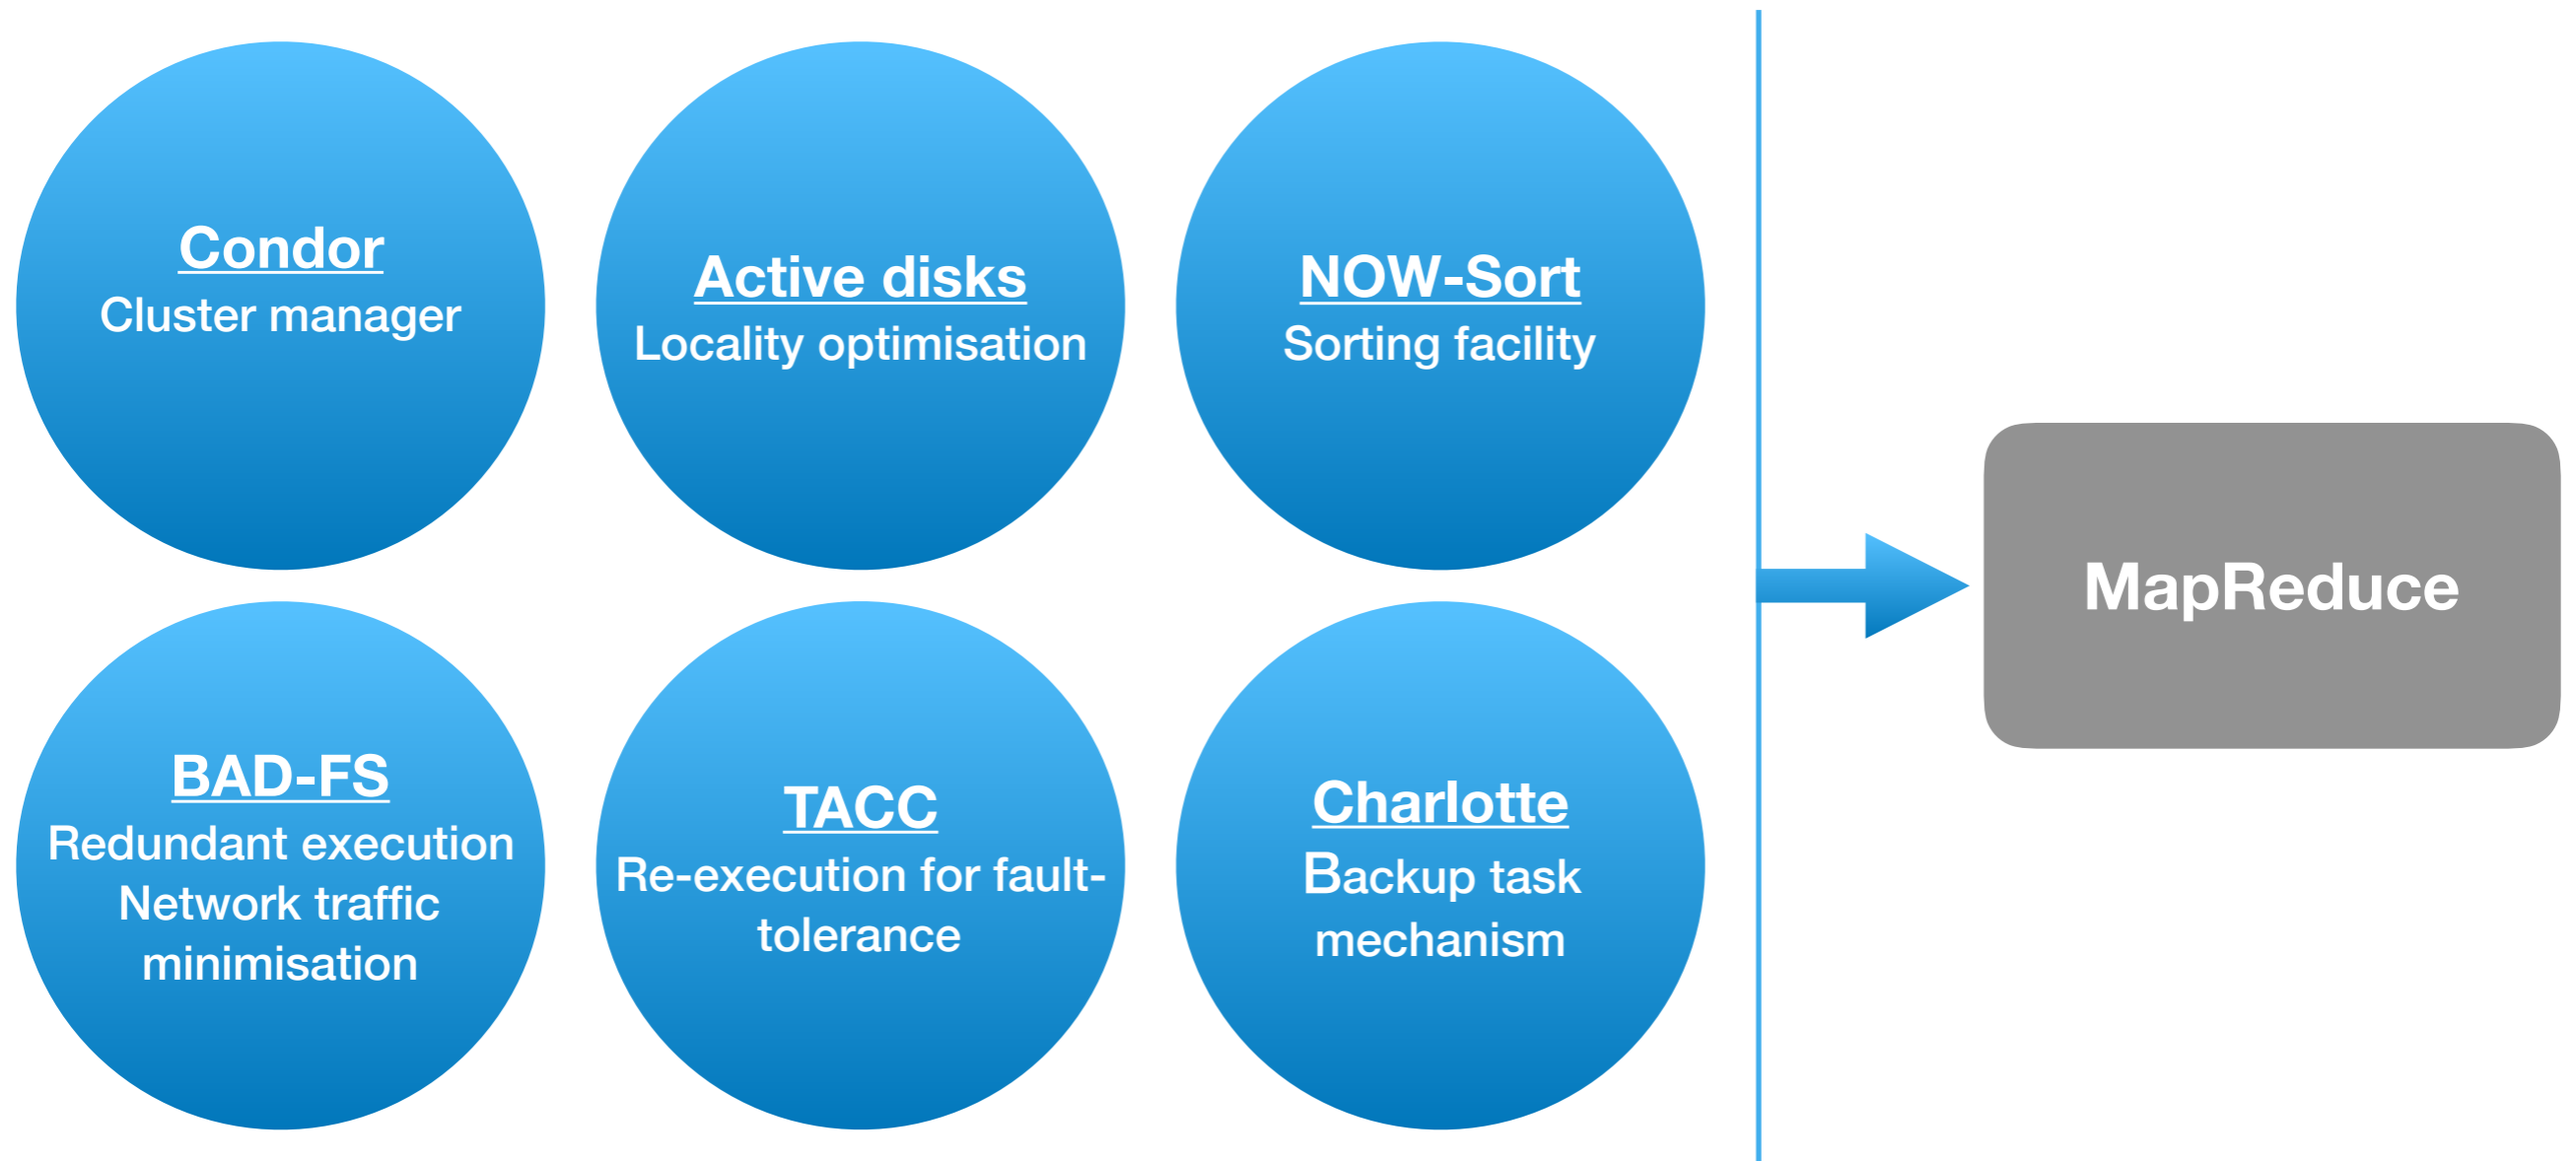 Condor
Cluster manager
Active disks
Locality optimisation
NOW-Sort
Sorting facility
BAD-FS
Redundant execution
Network traffic
minimisation
TACC
Re-execution for fault-
tolerance
Charlotte
Backup task
mechanism
MapReduce